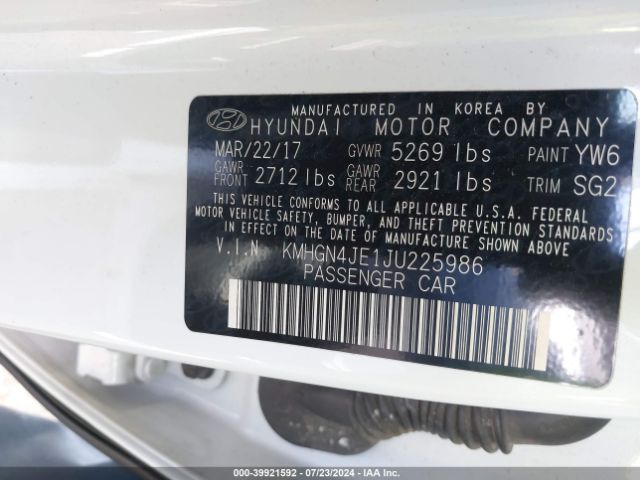 MANUFACTURED IN KOREA BY
HYUNDAI MOTOR COMPANY
MAR/22/17 GVWR 5269 lbs PAINT YW6
GAWR FRONT 2712 lbs GAWR REAR 2921 lbs TRIM SG2
THIS VEHICLE CONFORMS TO ALL APPLICABLE U.S.A. FEDERAL
MOTOR VEHICLE SAFETY, BUMPER, AND THEFT PREVENTION
STANDARDS IN EFFECT ON THE DATE OF MANUFACTURE
SHOWN ABOVE
V.I.N. KMHGN4JE1JU225986
PASSENGER CAR
000-39921592 - 07/23/2024 - IAA Inc.